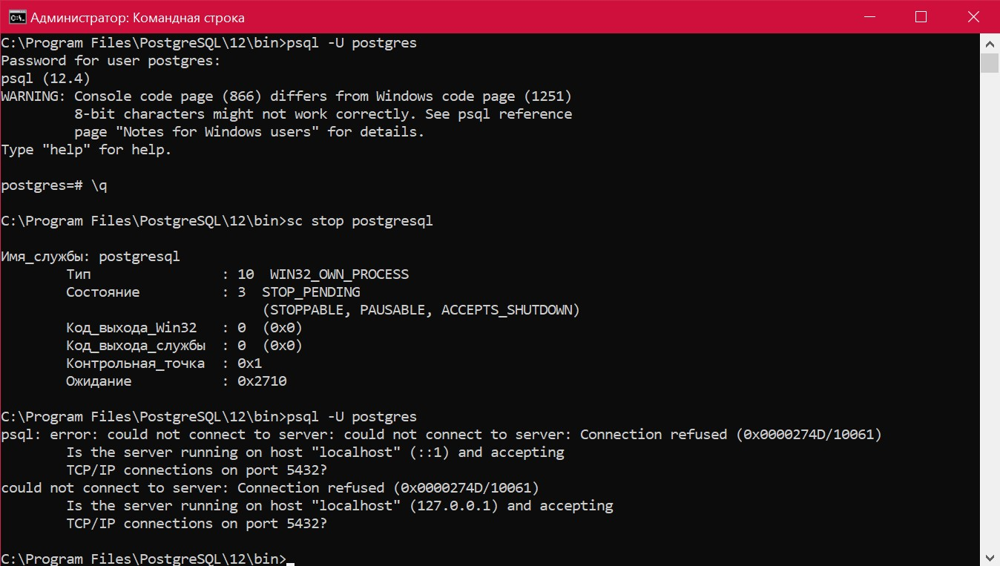 Администратор: Командная строка
C:\Program Files\PostgreSQL\12\bin>psql -U postgres
Password for user postgres:
psql (12.4)
WARNING: Console code page (866) differs from Windows code page (1251)
         8-bit characters might not work correctly. See psql reference
         page "Notes for Windows users" for details.
Type "help" for help.
postgres=# \q
C:\Program Files\PostgreSQL\12\bin>sc stop postgresql
Имя_службы: postgresql
        Тип                : 10  WIN32_OWN_PROCESS
        Состояние          : 3  STOP_PENDING
                                (STOPPABLE, PAUSABLE, ACCEPTS_SHUTDOWN)
        Код_выхода_Win32   : 0  (0x0)
        Код_выхода_службы  : 0  (0x0)
        Контрольная_точка  : 0x1
        Ожидание           : 0x2710
C:\Program Files\PostgreSQL\12\bin>psql -U postgres
psql: error: could not connect to server: could not connect to server: Connection refused (0x0000274D/10061)
        Is the server running on host "localhost" (::1) and accepting
        TCP/IP connections on port 5432?
could not connect to server: Connection refused (0x0000274D/10061)
        Is the server running on host "localhost" (127.0.0.1) and accepting
        TCP/IP connections on port 5432?
C:\Program Files\PostgreSQL\12\bin>